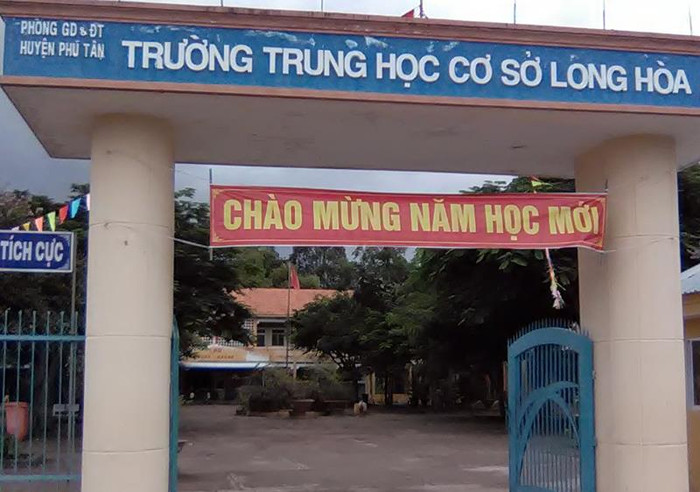 PHÒNG GD & ĐT
HUYỆN PHÚ TÂN
TRƯỜNG TRUNG HỌC CƠ SỞ LONG HÒA
CHÀO MỪNG NĂM HỌC MỚI
TÍCH CỰC